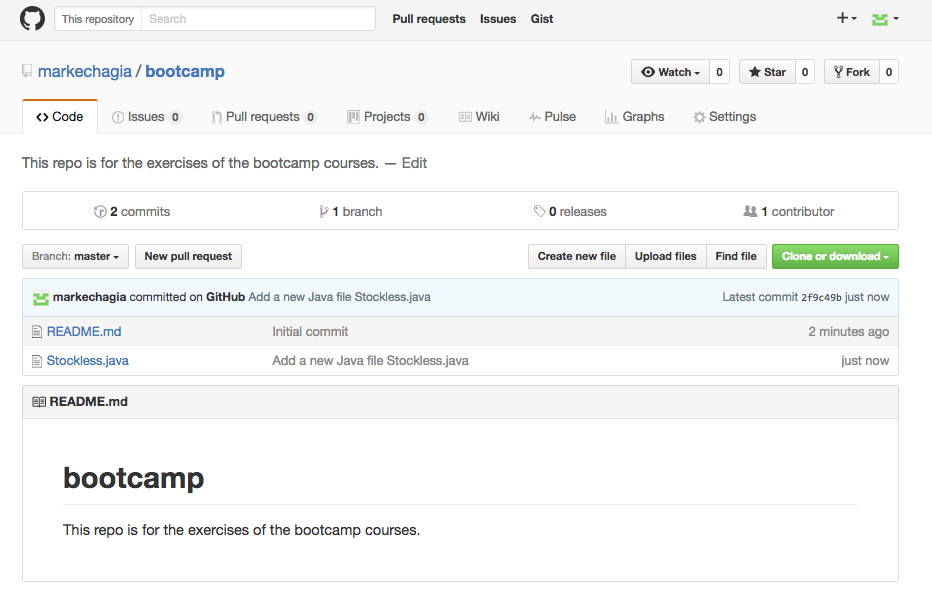 This repository Search Pull requests Issues Gist
markechagia / bootcamp Watch 0 Star 0 Fork 0
Code Issues 0 Pull requests 0 Projects 0 Wiki Pulse Graphs Settings
This repo is for the exercises of the bootcamp courses. — Edit
2 commits 1 branch 0 releases 1 contributor
Branch: master New pull request Create new file Upload files Find file Clone or download
markechagia committed on GitHub Add a new Java file Stockless.java Latest commit 2f9c49b just now
README.md Initial commit 2 minutes ago
Stockless.java Add a new Java file Stockless.java just now
README.md
bootcamp
This repo is for the exercises of the bootcamp courses.